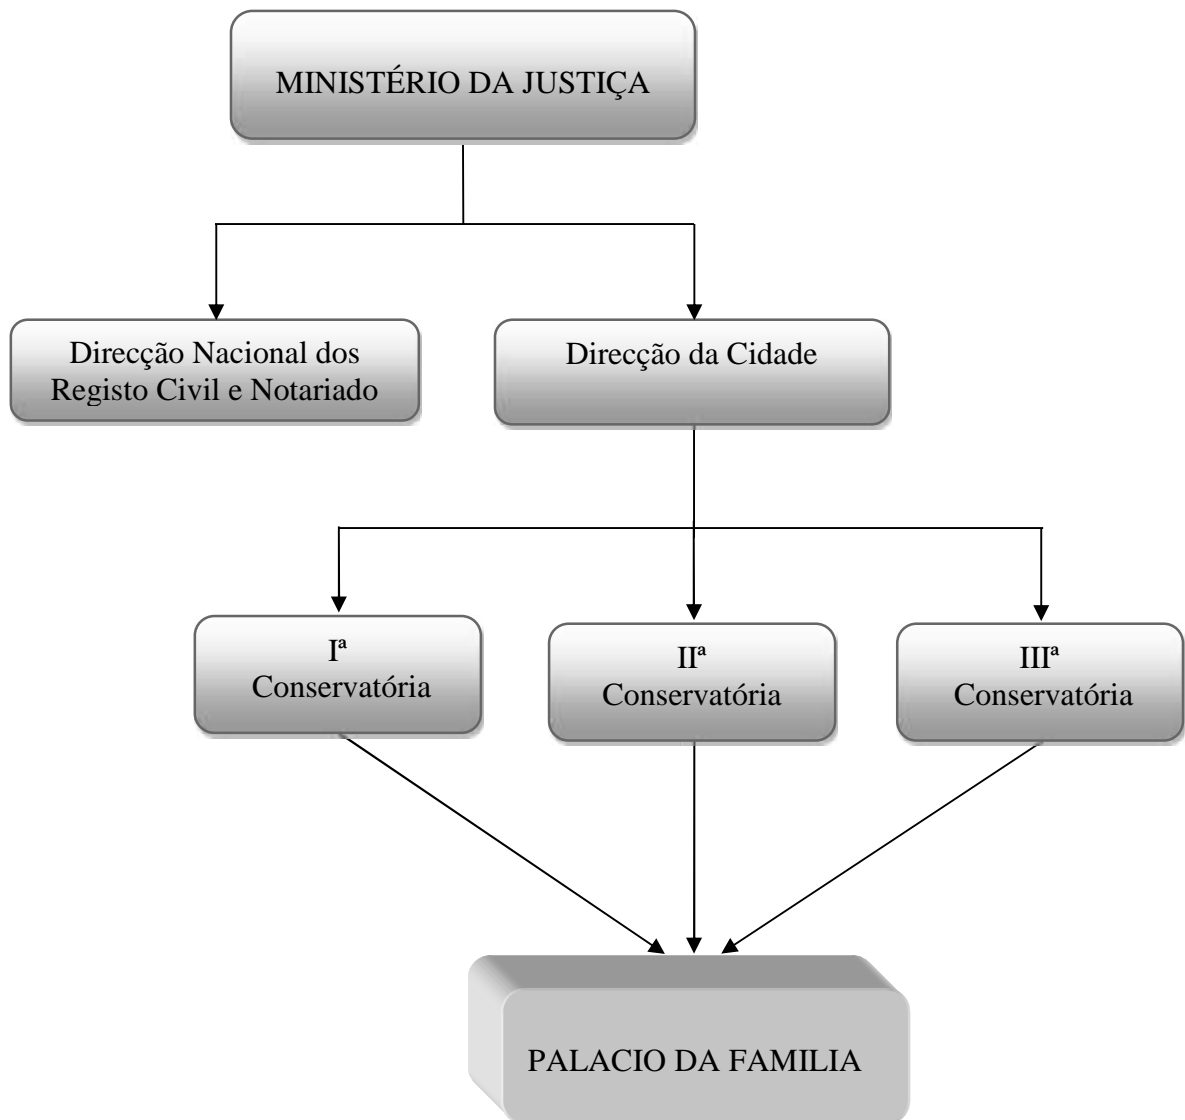 MINISTÉRIO DA JUSTIÇA
Direcção Nacional dos
Registo Civil e Notariado
Direcção da Cidade
Iª
Conservatória
IIª
Conservatória
IIIª
Conservatória
PALACIO DA FAMILIA